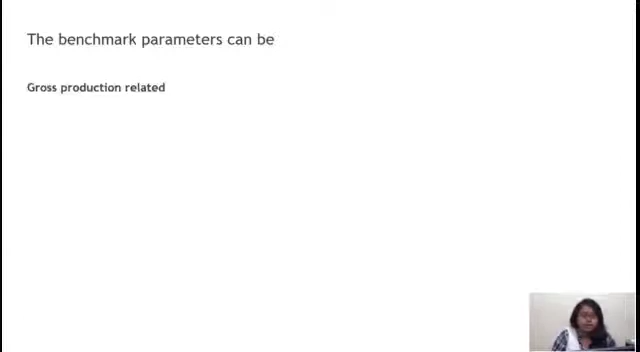 The benchmark parameters can be
Gross production related